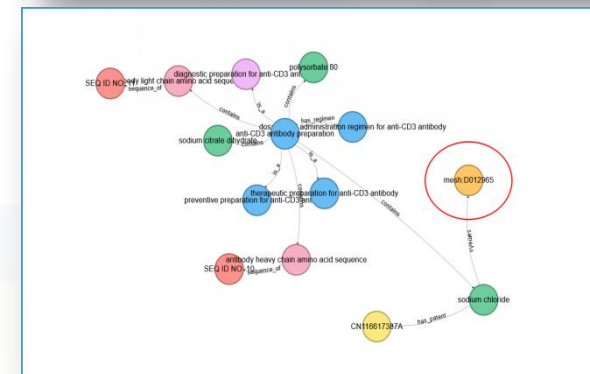 polysorbate 80
diagnostic preparation for anti-CD3
SEQ ID NO
light chain amino acid
sequence_of
contains
is_a
contains
has_regimen
administration regimen for anti-CD3 antibody
anti-CD3 antibody preparation
sodium citrate dihydrate
contains
is_a
is_a
mesh:D012965
therapeutic preparation for anti-CD3 antibody
preventive preparation for anti-CD3
contains
contains
sameAs
antibody heavy chain amino acid sequence
SEQ ID NO
10
sequence_of
sodium chloride
has_patent
CN116617387A